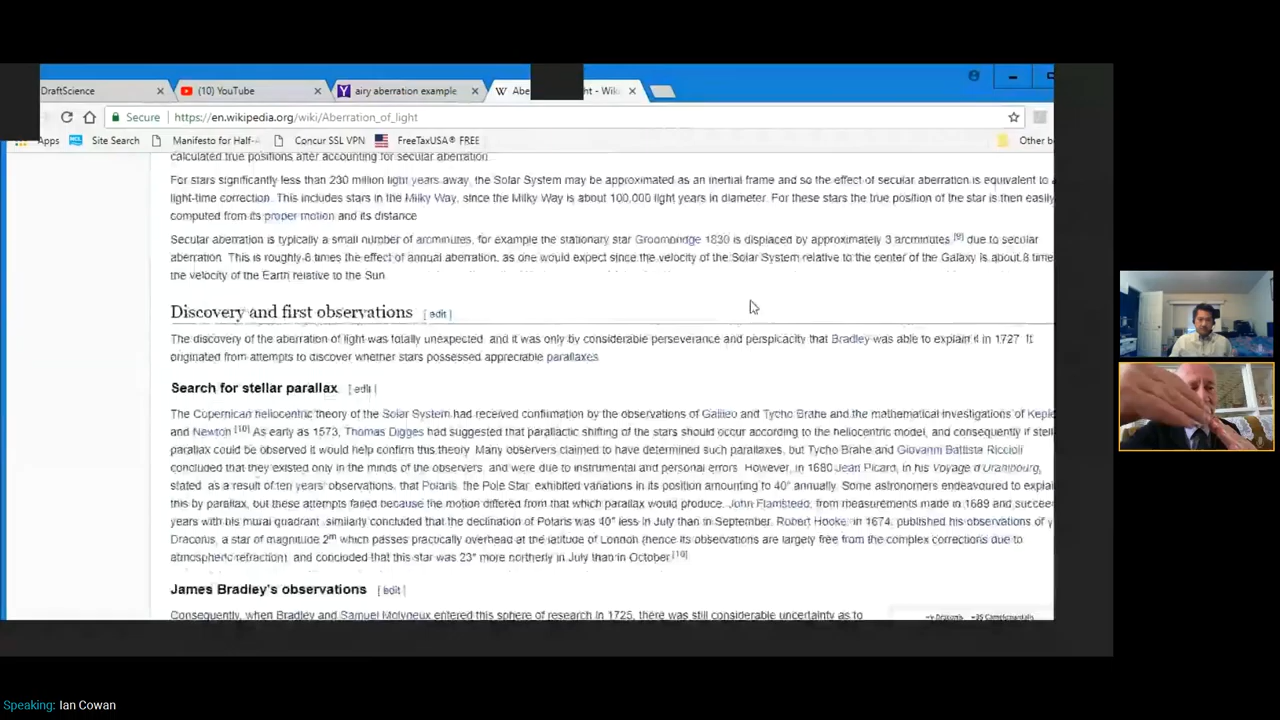 DraftScience
(10) YouTube
airy aberration example
ht - Wiki
Secure https://en.wikipedia.org/wiki/Aberration_of_light
Apps Site Search Manifesto for Half- Concur SSL VPN FreeTaxUSA® FREE Other b
calculated true positions after accounting for secular aberration.
For stars significantly less than 230 million light years away, the Solar System may be approximated as an inertial frame and so the effect of secular aberration is equivalent to a
light-time correction. This includes stars in the Milky Way, since the Milky Way is about 100,000 light years in diameter. For these stars the true position of the star is then easily
computed from its proper motion and its distance
Secular aberration is typically a small number of arcminutes, for example the stationary star Groombridge 1830 is displaced by approximately 3 arcminutes [9] due to secular
aberration. This is roughly 8 times the effect of annual aberration, as one would expect since the velocity of the Solar System relative to the center of the Galaxy is about 8 times
the velocity of the Earth relative to the Sun.
Discovery and first observations [ edit ]
The discovery of the aberration of light was totally unexpected, and it was only by considerable perseverance and perspicacity that Bradley was able to explain it in 1727. It
originated from attempts to discover whether stars possessed appreciable parallaxes.
Search for stellar parallax [ edit ]
The Copernican heliocentric theory of the Solar System had received confirmation by the observations of Galileo and Tycho Brahe and the mathematical investigations of Keple
and Newton.[10] As early as 1573, Thomas Digges had suggested that parallactic shifting of the stars should occur according to the heliocentric model, and consequently if stell
parallax could be observed it would help confirm this theory. Many observers claimed to have determined such parallaxes, but Tycho Brahe and Giovanni Battista Riccioli
concluded that they existed only in the minds of the observers, and were due to instrumental and personal errors. However, in 1680 Jean Picard, in his Voyage d'Uranibourg,
stated, as a result of ten years' observations, that Polaris, the Pole Star, exhibited variations in its position amounting to 40" annually. Some astronomers endeavoured to explai
this by parallax, but these attempts failed because the motion differed from that which parallax would produce. John Flamsteed, from measurements made in 1689 and succee
years with his mural quadrant, similarly concluded that the declination of Polaris was 40" less in July than in September. Robert Hooke, in 1674, published his observations of γ
Draconis, a star of magnitude 2m which passes practically overhead at the latitude of London (hence its observations are largely free from the complex corrections due to
atmospheric refraction), and concluded that this star was 23" more northerly in July than in October.[10]
James Bradley's observations [ edit ]
Consequently, when Bradley and Samuel Molyneux entered this sphere of research in 1725, there was still considerable uncertainty as to
Speaking: Ian Cowan